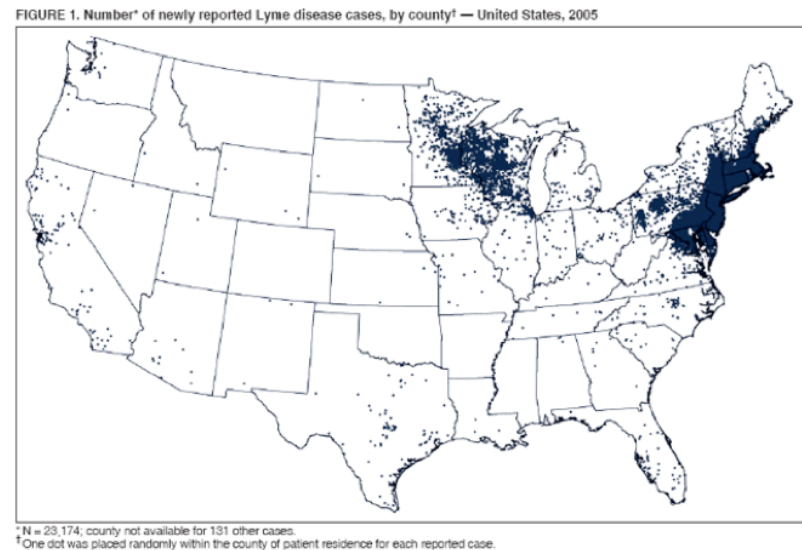 FIGURE 1. Number* of newly reported Lyme disease cases, by county† — United States, 2005
*N = 23,174; county not available for 131 other cases.
†One dot was placed randomly within the county of patient residence for each reported case.